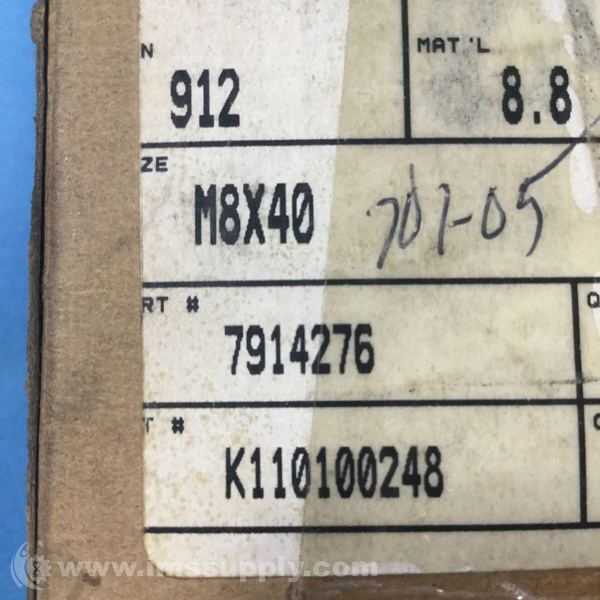 N MAT'L
912 8.8
ZE
M8X40 707-05
RT # Q
7914276
T #
K110100248
www.imssupply.com